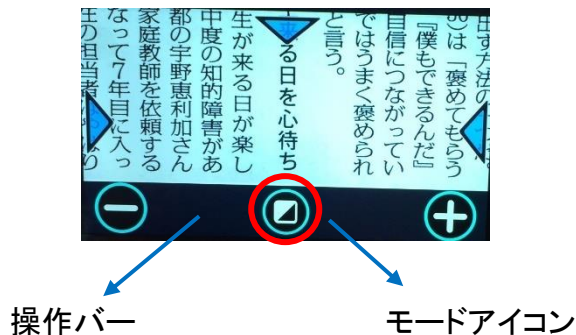 出す方法の
は「褒めてもらう
『僕もできるんだ』
自信につながってい
ではうまく褒められ
と言う。
来る日を心待ち
生が来る日が楽し
中度の知的障害があ
都の宇野恵利加さん
家庭教師を依頼する
なって7年目に入っ
の担当者
操作バー
モードアイコン